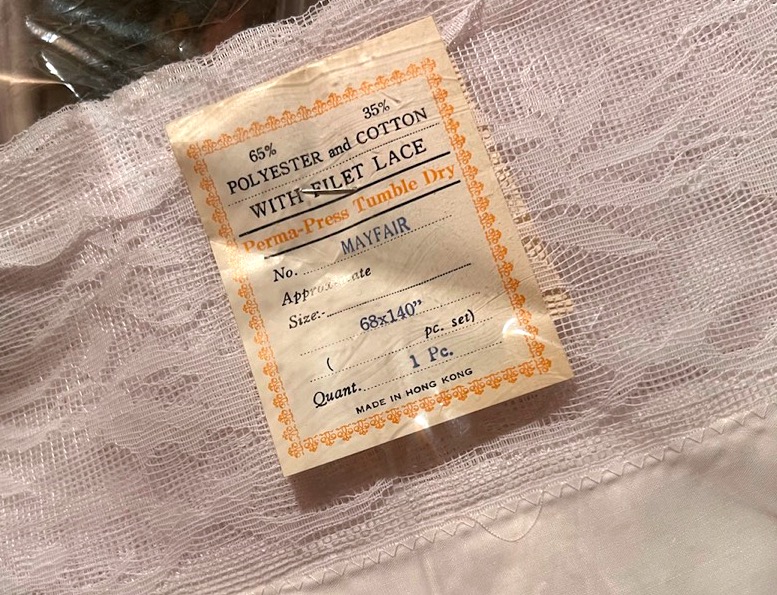 65% 35%
POLYESTER and COTTON
WITH FILET LACE
Perma-Press Tumble Dry
No. MAYFAIR
Approximate
Size:-
68x140"
( pc. set)
Quant. 1 Pc.
MADE IN HONG KONG